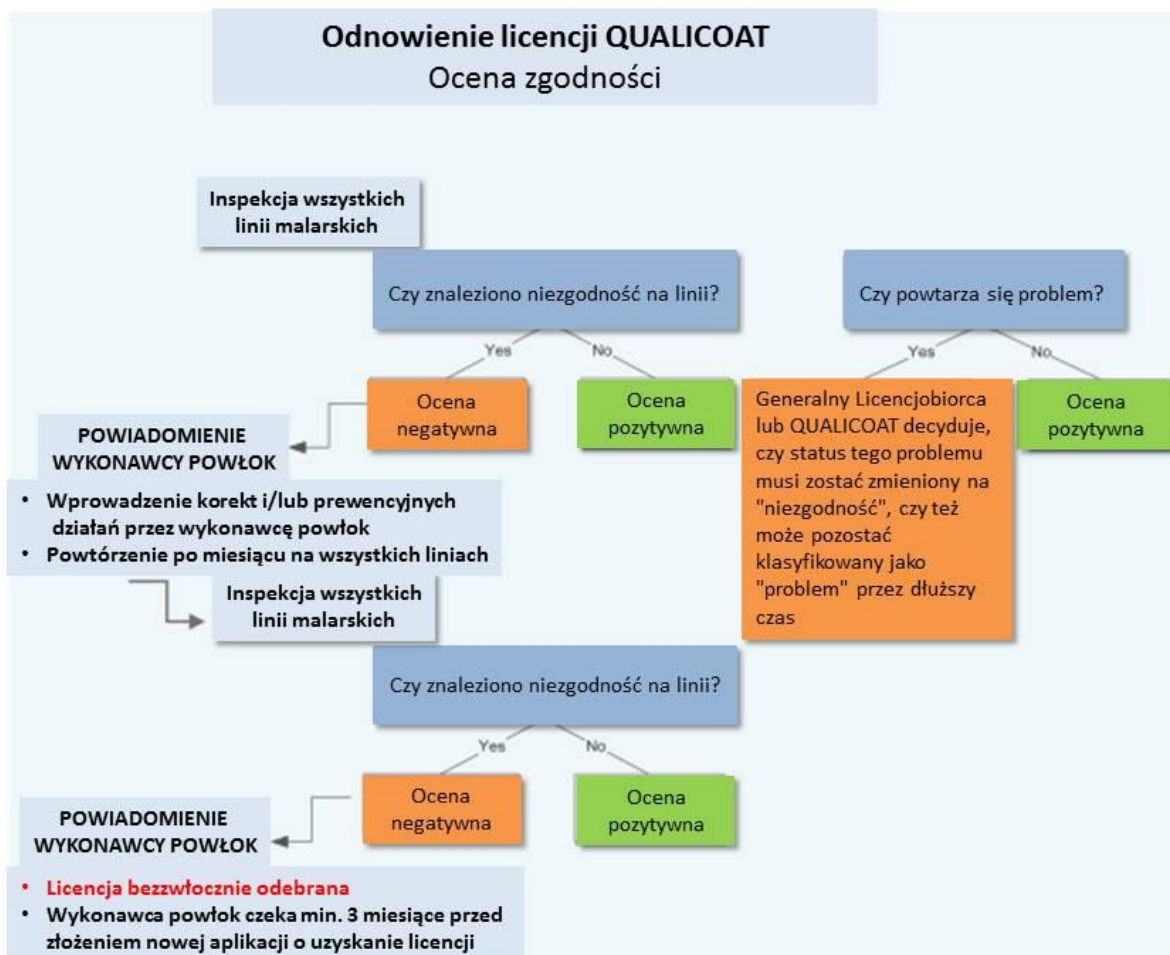 Odnowienie licencji QUALICOAT
Ocena zgodności
Inspekcja wszystkich
linii malarskich
Czy znaleziono niezgodność na linii?
Czy powtarza się problem?
Yes
No
Yes
No
Ocena
negatywna
Ocena
pozytywna
Generalny Licencjobiorca
lub QUALICOAT decyduje,
czy status tego problemu
musi zostać zmieniony na
"niezgodność", czy też
może pozostać
klasyfikowany jako
"problem" przez dłuższy
czas
Ocena
pozytywna
POWIADOMIENIE
WYKONAWCY POWŁOK
• Wprowadzenie korekt i/lub prewencyjnych
działań przez wykonawcę powłok
• Powtórzenie po miesiącu na wszystkich liniach
Inspekcja wszystkich
linii malarskich
Czy znaleziono niezgodność na linii?
Yes
No
Ocena
negatywna
Ocena
pozytywna
POWIADOMIENIE
WYKONAWCY POWŁOK
• Licencja bezzwłocznie odebrana
• Wykonawca powłok czeka min. 3 miesiące przed
złożeniem nowej aplikacji o uzyskanie licencji